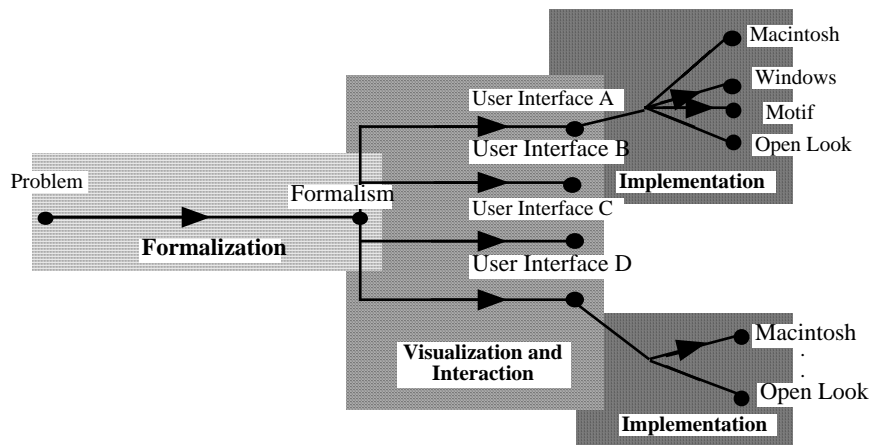 Macintosh
Windows
Motif
Open Look
Implementation
User Interface A
User Interface B
User Interface C
User Interface D
Problem
Formalism
Formalization
Visualization and
Interaction
Macintosh
.
.
Open Look
Implementation